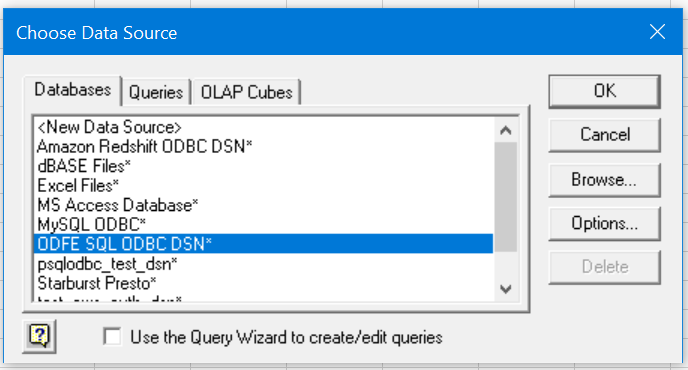 Choose Data Source
Databases
Queries
OLAP Cubes
<New Data Source>
Amazon Redshift ODBC DSN*
dBASE Files*
Excel Files*
MS Access Database*
MySQL ODBC*
ODFE SQL ODBC DSN*
psqlodbc_test_dsn*
Starburst Presto*
OK
Cancel
Browse...
Options...
Delete
?
Use the Query Wizard to create/edit queries